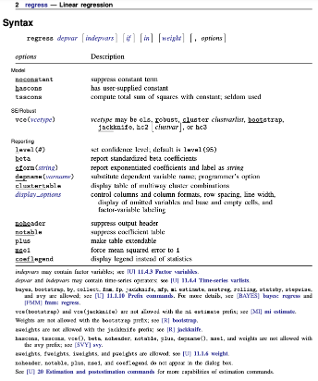 2 regress — Linear regression
Syntax
regress depvar [indepvars] [if] [in] [weight] [, options]
options Description
Model
noconstant suppress constant term
hascons has user-supplied constant
tsscons compute total sum of squares with constant; seldom used
SE/Robust
vce(vcetype) vcetype may be ols, robust, cluster clustvarlist, bootstrap,
jackknife, hc2 [clustvar], or hc3
Reporting
level(#) set confidence level; default is level(95)
beta report standardized beta coefficients
eform(string) report exponentiated coefficients and label as string
depname(varname) substitute dependent variable name; programmer's option
clustertable display table of multiway cluster combinations
display_options control columns and column formats, row spacing, line width,
display of omitted variables and base and empty cells, and
factor-variable labeling
noheader suppress output header
notable suppress coefficient table
plus make table extendable
mse1 force mean squared error to 1
coeflegend display legend instead of statistics
indepvars may contain factor variables; see [U] 11.4.3 Factor variables.
depvar and indepvars may contain time-series operators; see [U] 11.4.4 Time-series varlists.
bayes, bootstrap, by, collect, fmm, fp, jackknife, mfp, mi estimate, nestreg, rolling, statsby, stepwise,
and svy are allowed; see [U] 11.1.10 Prefix commands. For more details, see [BAYES] bayes: regress and
[FMM] fmm: regress.
vce(bootstrap) and vce(jackknife) are not allowed with the mi estimate prefix; see [MI] mi estimate.
Weights are not allowed with the bootstrap prefix; see [R] bootstrap.
aweights are not allowed with the jackknife prefix; see [R] jackknife.
hascons, tsscons, vce(), beta, noheader, notable, plus, depname(), mse1, and weights are not allowed with
the svy prefix; see [SVY] svy.
aweights, fweights, iweights, and pweights are allowed; see [U] 11.1.6 weight.
noheader, notable, plus, mse1, and coeflegend do not appear in the dialog box.
See [U] 20 Estimation and postestimation commands for more capabilities of estimation commands.